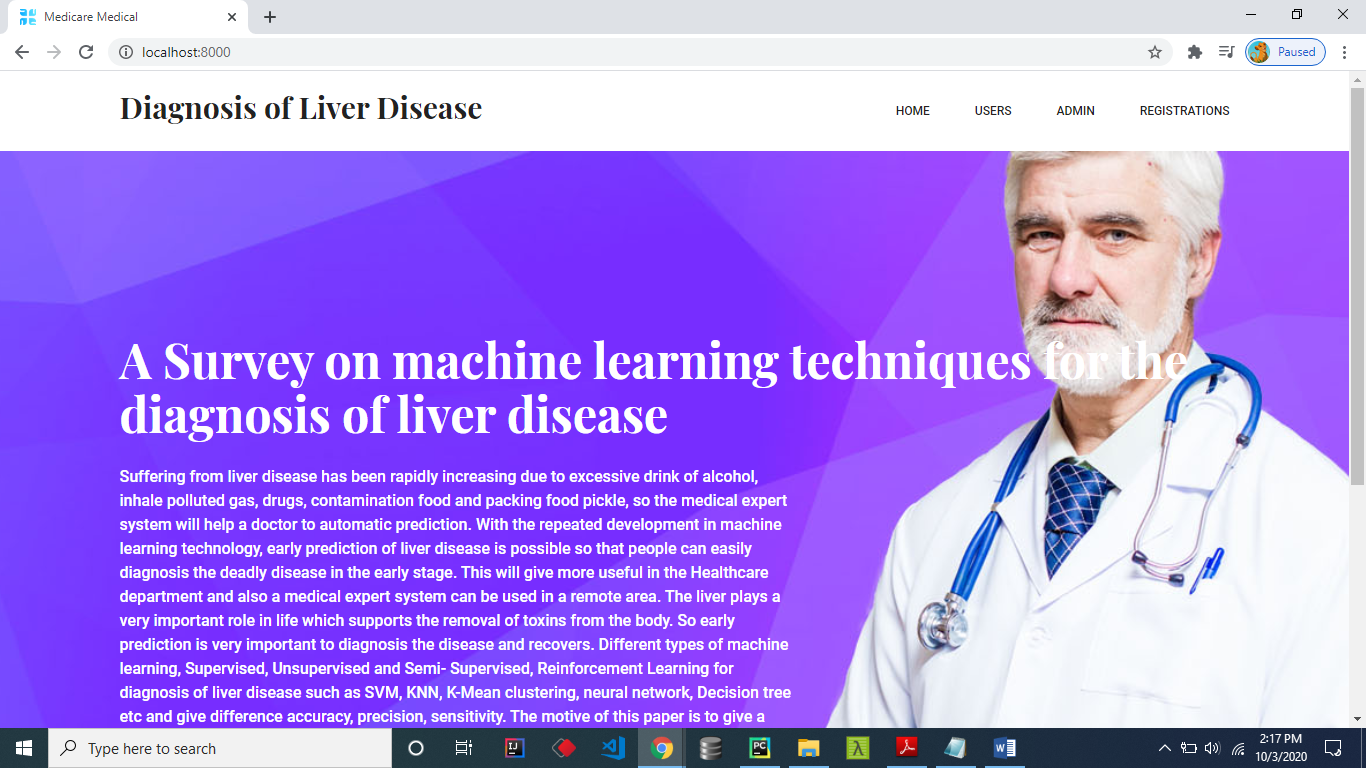 Medicare Medical
localhost:8000
Paused
Diagnosis of Liver Disease
HOME USERS ADMIN REGISTRATIONS
A Survey on machine learning techniques for the
diagnosis of liver disease
Suffering from liver disease has been rapidly increasing due to excessive drink of alcohol,
inhale polluted gas, drugs, contamination food and packing food pickle, so the medical expert
system will help a doctor to automatic prediction. With the repeated development in machine
learning technology, early prediction of liver disease is possible so that people can easily
diagnosis the deadly disease in the early stage. This will give more useful in the Healthcare
department and also a medical expert system can be used in a remote area. The liver plays a
very important role in life which supports the removal of toxins from the body. So early
prediction is very important to diagnosis the disease and recovers. Different types of machine
learning, Supervised, Unsupervised and Semi- Supervised, Reinforcement Learning for
diagnosis of liver disease such as SVM, KNN, K-Mean clustering, neural network, Decision tree
etc and give difference accuracy, precision, sensitivity. The motive of this paper is to give a
Type here to search
IJ
PC
λ
W
2:17 PM
10/3/2020